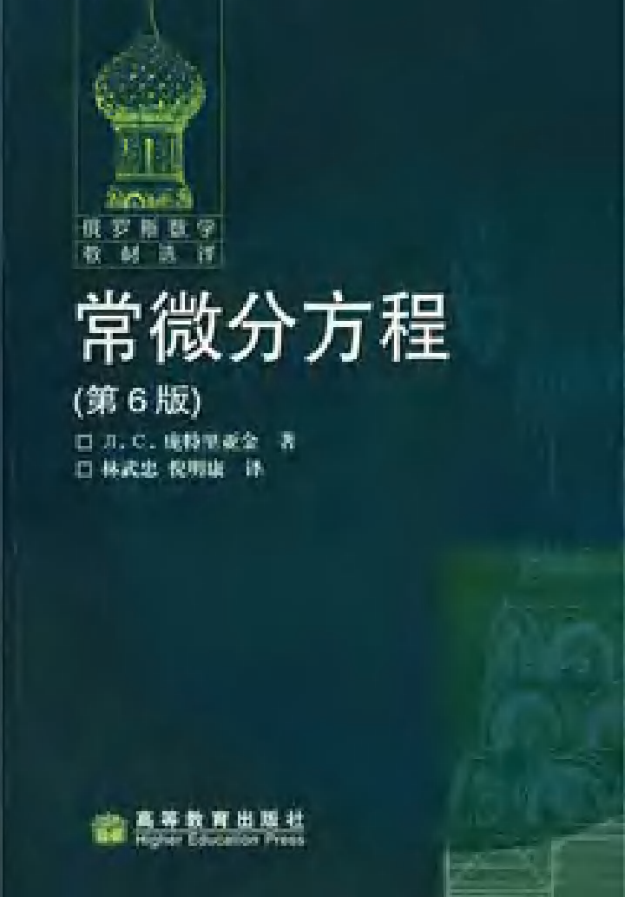 俄罗斯数学
教材选译
常微分方程
(第6版)
□ Л.С.庞特里亚金 著
□ 林武忠 倪明康 译
高等教育出版社
Higher Education Press